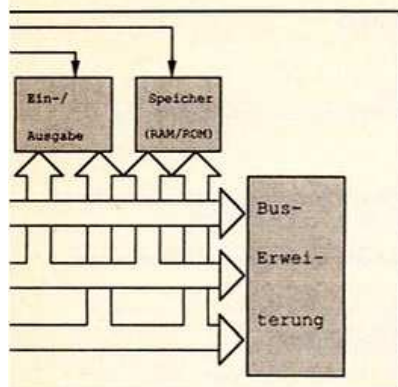 Ein-/
Ausgabe
Speicher
(RAM/ROM)
Bus-
Erwei-
terung